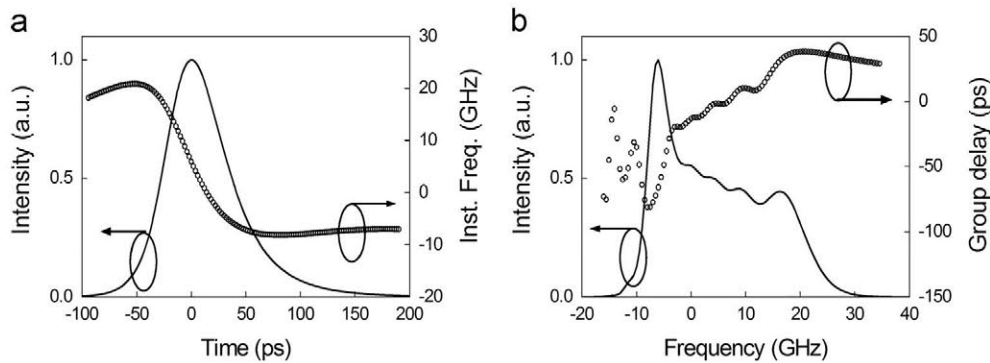 a
Intensity (a.u.)
1.0
0.5
0.0
-100 -50 0 50 100 150 200
Time (ps)
30
20
10
0
-10
-20
Inst. Freq. (GHz)
b
Intensity (a.u.)
1.0
0.5
0.0
-20 -10 0 10 20 30 40
Frequency (GHz)
50
0
-50
-100
-150
Group delay (ps)